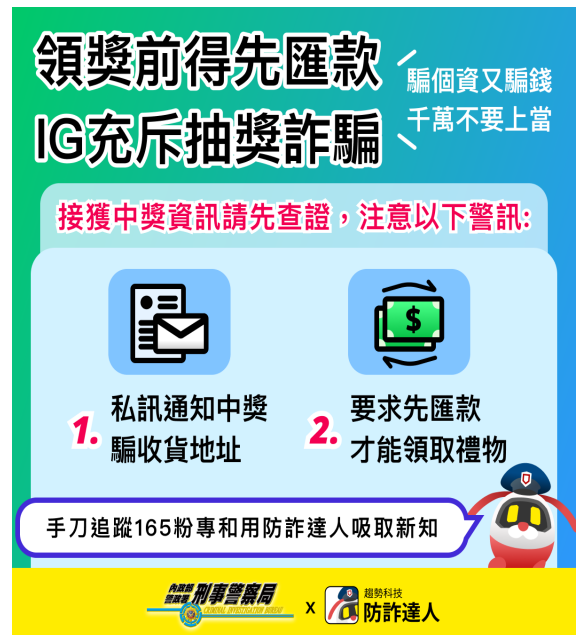 領獎前得先匯款
IG充斥抽獎詐騙
騙個資又騙錢
千萬不要上當
接獲中獎資訊請先查證，注意以下警訊:
$
1. 私訊通知中獎
騙收貨地址
2. 要求先匯款
才能領取禮物
手刀追蹤165粉專和用防詐達人吸取新知
內政部
警政署
刑事警察局
CRIMINAL INVESTIGATION BUREAU
x
趨勢科技
防詐達人